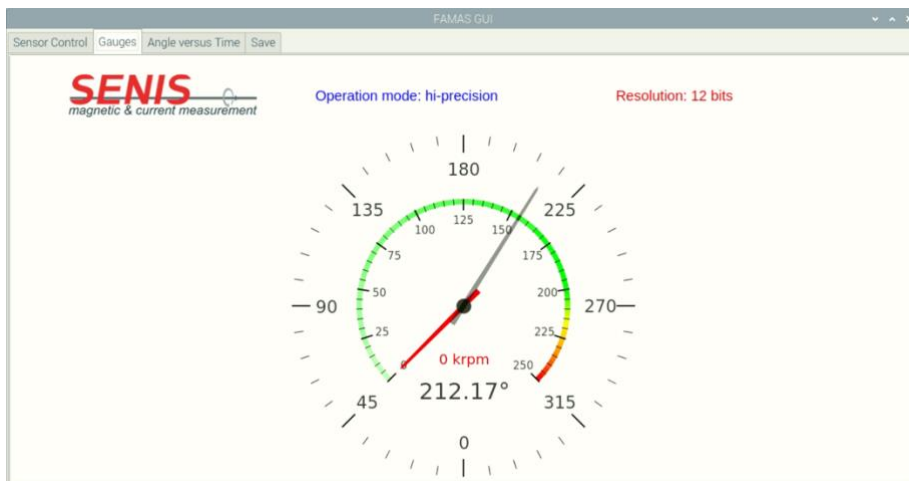 FAMAS GUI
Sensor Control Gauges Angle versus Time Save
SENIS
magnetic & current measurement
Operation mode: hi-precision
Resolution: 12 bits
180
135
225
125
100
150
75
175
90
50
200
270
25
225
0
250
0 krpm
212.17°
45
315
0